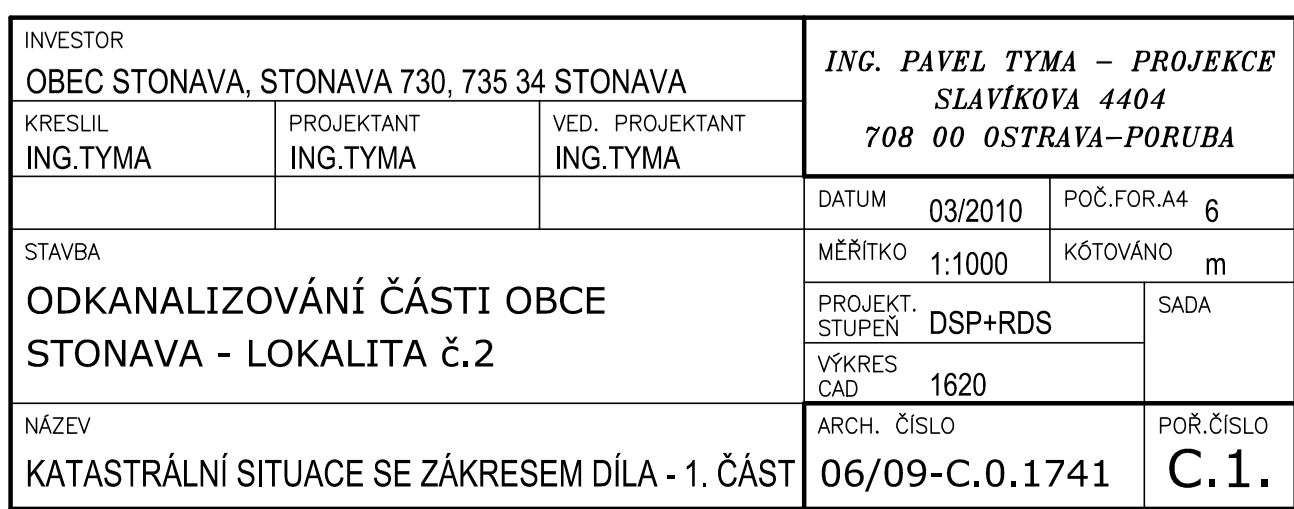 INVESTOR
OBEC STONAVA, STONAVA 730, 735 34 STONAVA
ING. PAVEL TYMA – PROJEKCE
SLAVÍKOVA 4404
708 00 OSTRAVA–PORUBA
KRESLIL
ING.TYMA
PROJEKTANT
ING.TYMA
VED. PROJEKTANT
ING.TYMA
DATUM 03/2010
POČ.FOR.A4 6
STAVBA
ODKANALIZOVÁNÍ ČÁSTI OBCE
STONAVA - LOKALITA č.2
MĚŘÍTKO 1:1000
KÓTOVÁNO m
PROJEKT.
STUPEŇ DSP+RDS
SADA
VÝKRES
CAD 1620
NÁZEV
KATASTRÁLNÍ SITUACE SE ZÁKRESEM DÍLA - 1. ČÁST
ARCH. ČÍSLO
06/09-C.0.1741
POŘ.ČÍSLO
C.1.